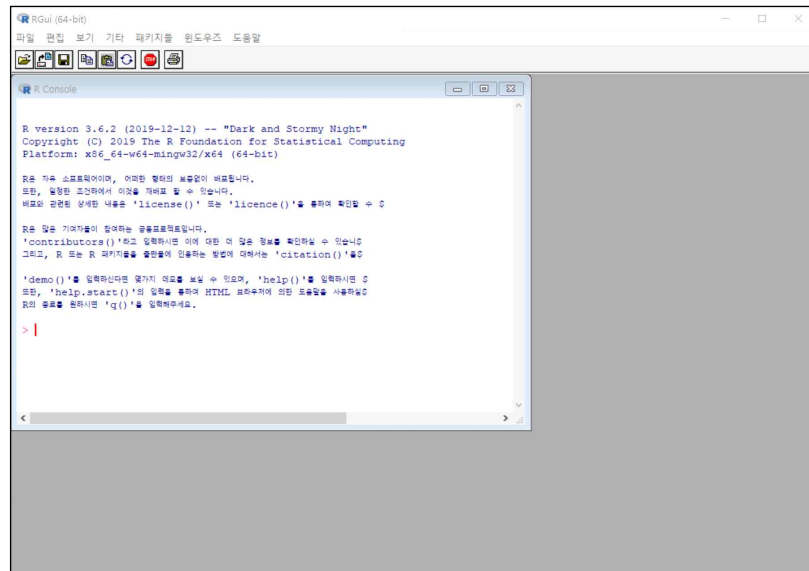 RGui (64-bit)
파일 편집 보기 기타 패키지들 윈도우즈 도움말
STOP
R Console
R version 3.6.2 (2019-12-12) -- "Dark and Stormy Night"
Copyright (C) 2019 The R Foundation for Statistical Computing
Platform: x86_64-w64-mingw32/x64 (64-bit)
R은 자유 소프트웨어이며, 어떠한 형태의 보증없이 배포됩니다.
또한, 일정한 조건하에서 이것을 재배포 할 수 있습니다.
배포와 관련된 상세한 내용은 'license()' 또는 'licence()'을 통하여 확인할 수 $
R은 많은 기여자들이 참여하는 공동프로젝트입니다.
'contributors()'라고 입력하시면 이에 대한 더 많은 정보를 확인하실 수 있습니$
그리고, R 또는 R 패키지들을 출판물에 인용하는 방법에 대해서는 'citation()'을$
'demo()'를 입력하신다면 몇가지 데모를 보실 수 있으며, 'help()'를 입력하시면 $
또한, 'help.start()'의 입력을 통하여 HTML 브라우저에 의한 도움말을 사용하실$
R의 종료를 원하시면 'q()'을 입력해주세요.
>